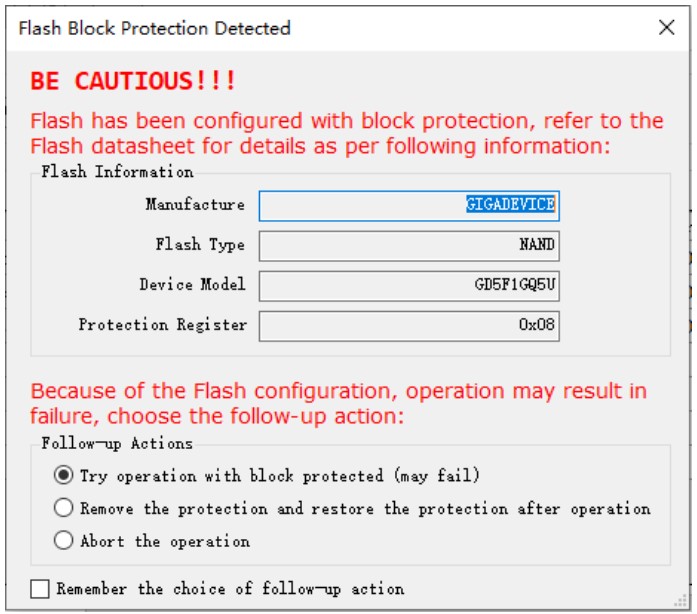 Flash Block Protection Detected
BE CAUTIOUS!!!
Flash has been configured with block protection, refer to the
Flash datasheet for details as per following information:
Flash Information
Manufacture GIGADEVICE
Flash Type NAND
Device Model GD5F1GQ5U
Protection Register 0x08
Because of the Flash configuration, operation may result in
failure, choose the follow-up action:
Follow-up Actions
Try operation with block protected (may fail)
Remove the protection and restore the protection after operation
Abort the operation
Remember the choice of follow-up action